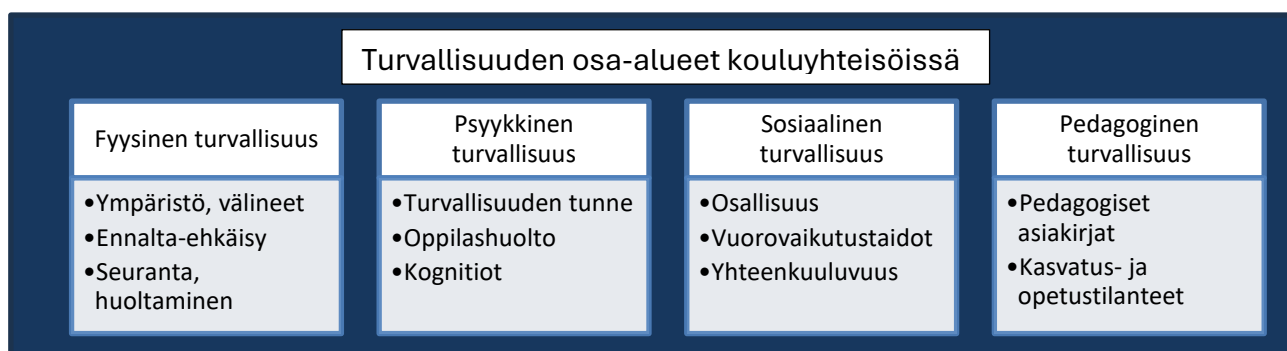 Turvallisuuden osa-alueet kouluyhteisöissä
Fyysinen turvallisuus
•Ympäristö, välineet
•Ennalta-ehkäisy
•Seuranta,
huoltaminen
Psyykkinen
turvallisuus
•Turvallisuuden tunne
•Oppilashuolto
•Kognitiot
Sosiaalinen
turvallisuus
•Osallisuus
•Vuorovaikutustaidot
•Yhteenkuuluvuus
Pedagoginen
turvallisuus
•Pedagogiset
asiakirjat
•Kasvatus- ja
opetustilanteet